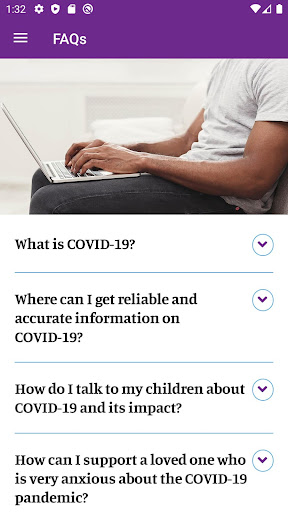 1:32
FAQs
What is COVID-19?
Where can I get reliable and
accurate information on
COVID-19?
How do I talk to my children about
COVID-19 and its impact?
How can I support a loved one who
is very anxious about the COVID-19
pandemic?